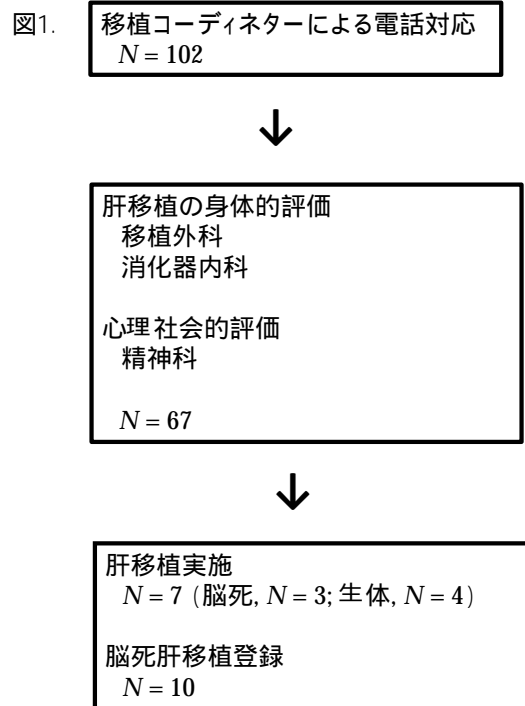 図1.
移植コーディネターによる電話対応
N = 102
↓
肝移植の身体的評価
移植外科
消化器内科
心理社会的評価
精神科
N = 67
↓
肝移植実施
N = 7 (脳死, N = 3; 生体, N = 4)
脳死肝移植登録
N = 10